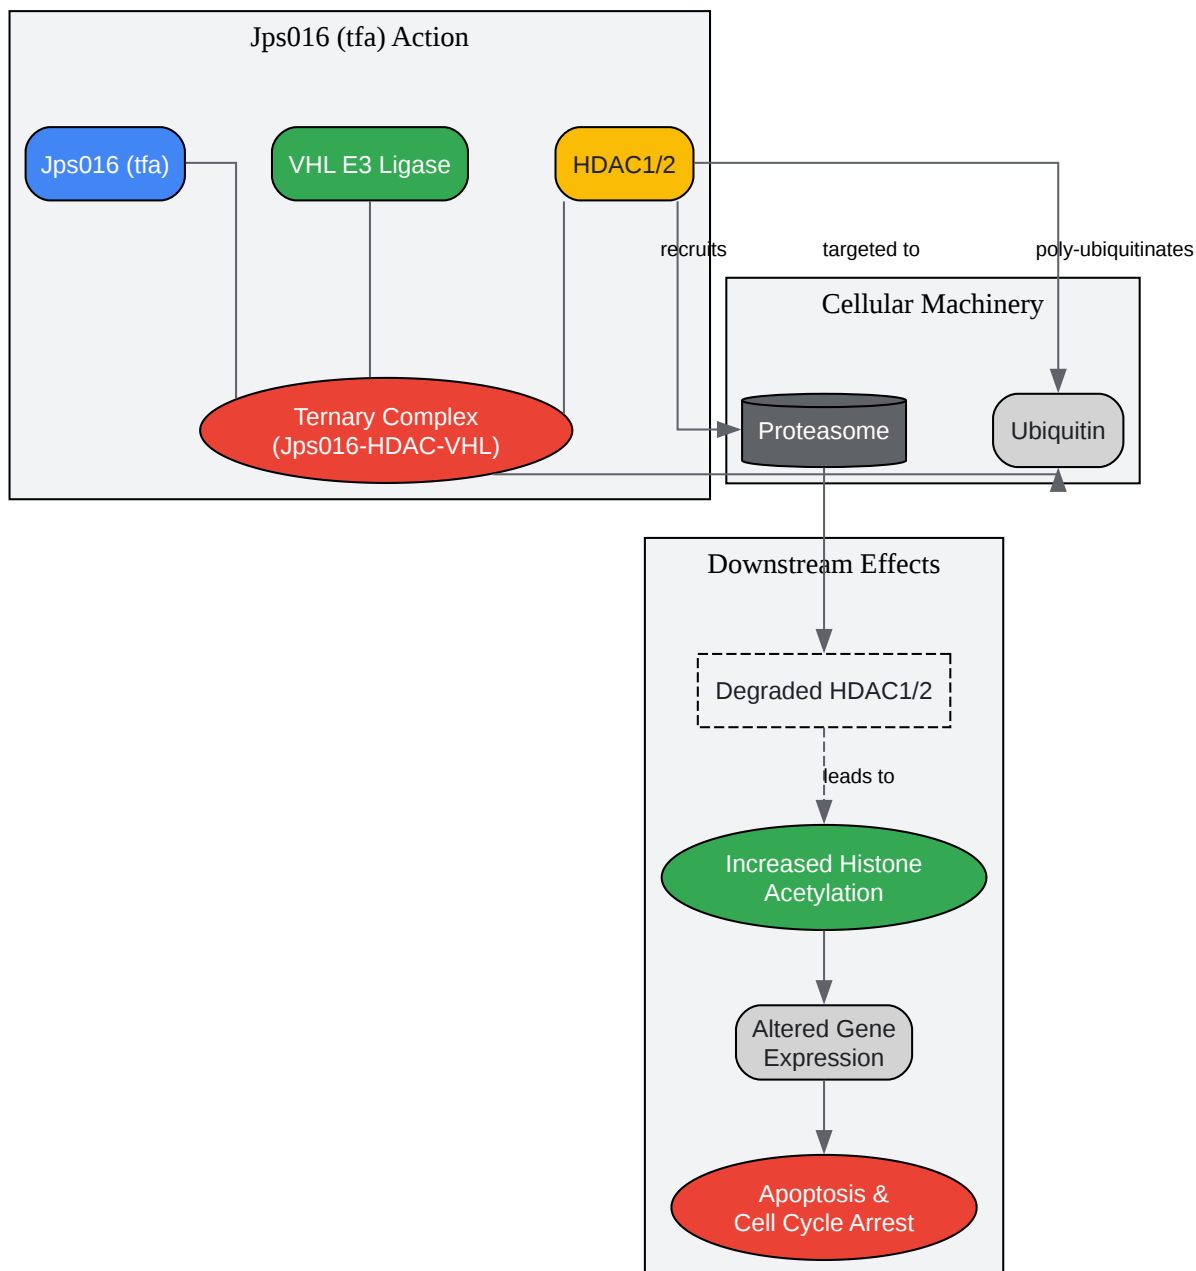 Jps016 (tfa) Action
Jps016 (tfa)
VHL E3 Ligase
HDAC1/2
recruits
targeted to
poly-ubiquitinates
Cellular Machinery
Ternary Complex
(Jps016-HDAC-VHL)
Proteasome
Ubiquitin
Downstream Effects
Degraded HDAC1/2
leads to
Increased Histone
Acetylation
Altered Gene
Expression
Apoptosis &
Cell Cycle Arrest